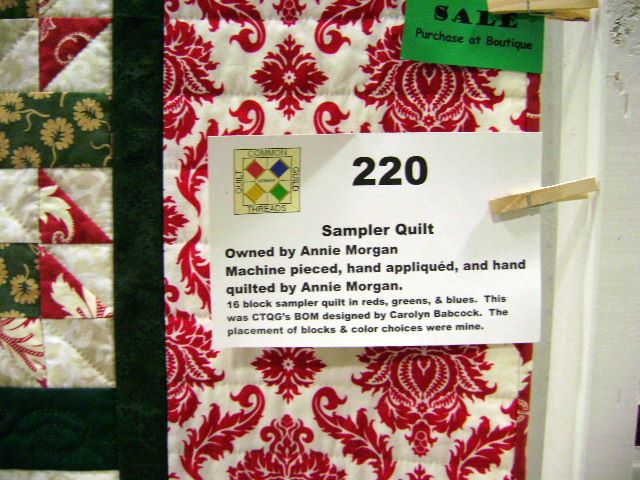 SALE
Purchase at Boutique
COMMON
QUILT
GUILD
THREADS
220
Sampler Quilt
Owned by Annie Morgan
Machine pieced, hand appliquéd, and hand
quilted by Annie Morgan.
16 block sampler quilt in reds, greens, & blues. This
was CTQG's BOM designed by Carolyn Babcock. The
placement of blocks & color choices were mine.